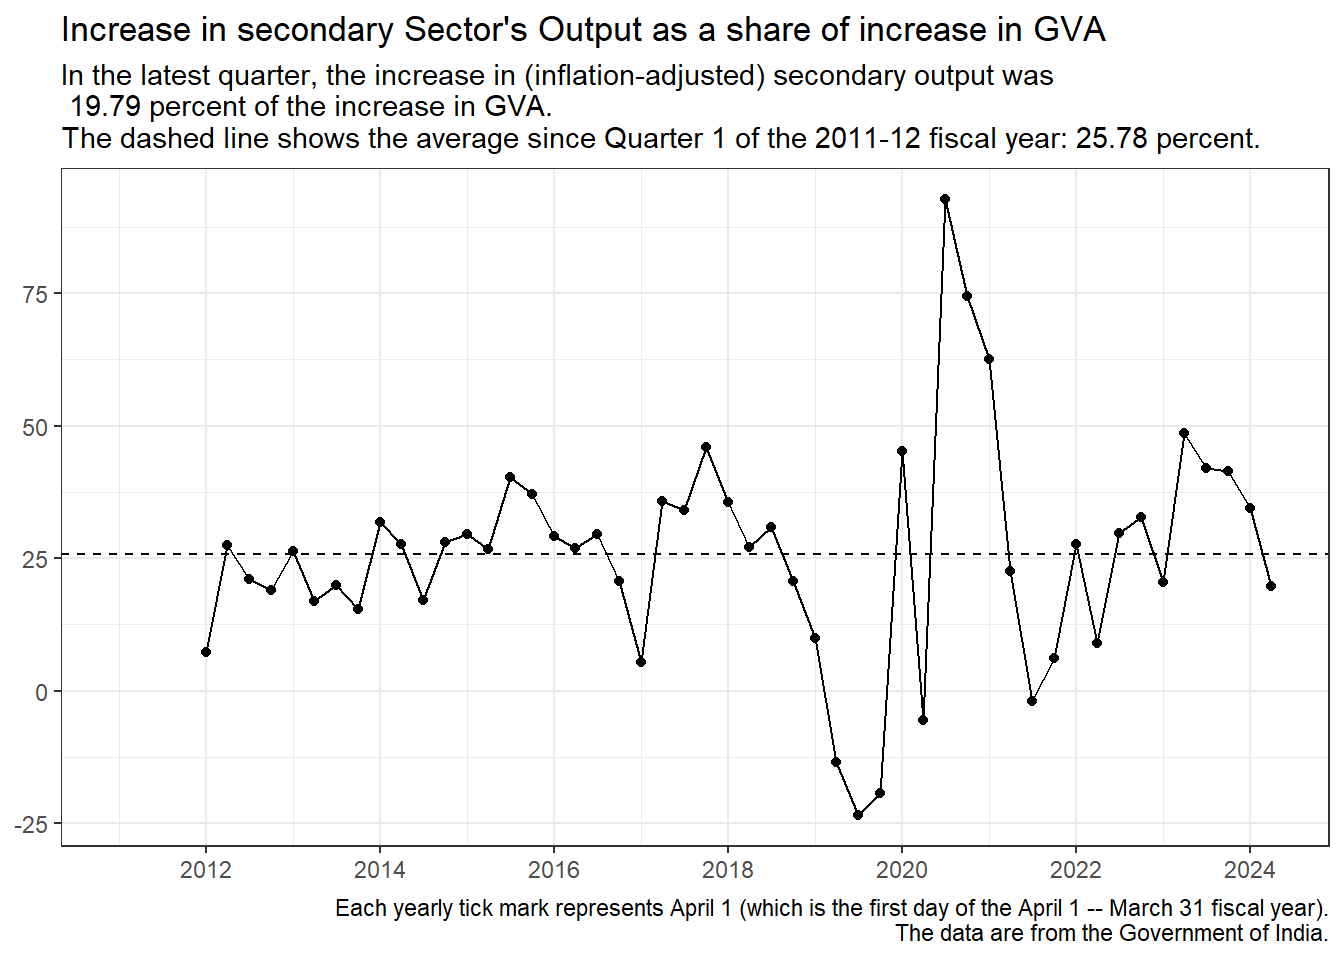 Increase in secondary Sector's Output as a share of increase in GVA
In the latest quarter, the increase in (inflation-adjusted) secondary output was
19.79 percent of the increase in GVA.
The dashed line shows the average since Quarter 1 of the 2011-12 fiscal year: 25.78 percent.
75
50
25
0
-25
2012 2014 2016 2018 2020 2022 2024
Each yearly tick mark represents April 1 (which is the first day of the April 1 -- March 31 fiscal year).
The data are from the Government of India.